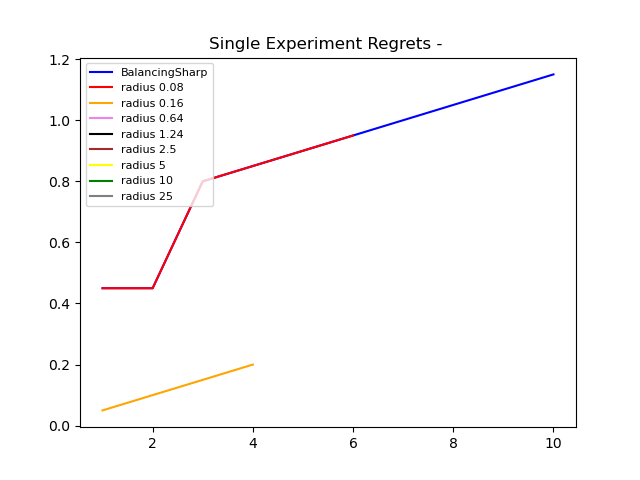 Single Experiment Regrets -
1.2
1.0
0.8
0.6
0.4
0.2
0.0
BalancingSharp
radius 0.08
radius 0.16
radius 0.64
radius 1.24
radius 2.5
radius 5
radius 10
radius 25
2 4 6 8 10